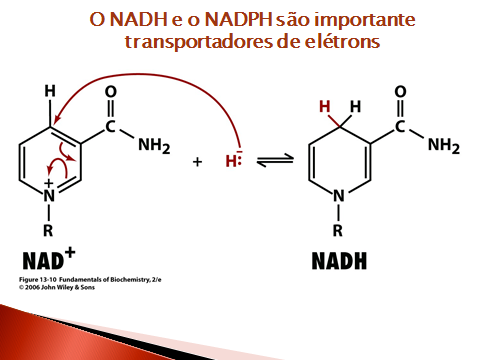 O NADH e o NADPH são importante
transportadores de elétrons
H
O
C
NH2
N
+
R
NAD+
+
H:-
H
H
O
C
NH2
N
R
NADH
Figure 13-10 Fundamentals of Biochemistry, 2/e
© 2006 John Wiley & Sons